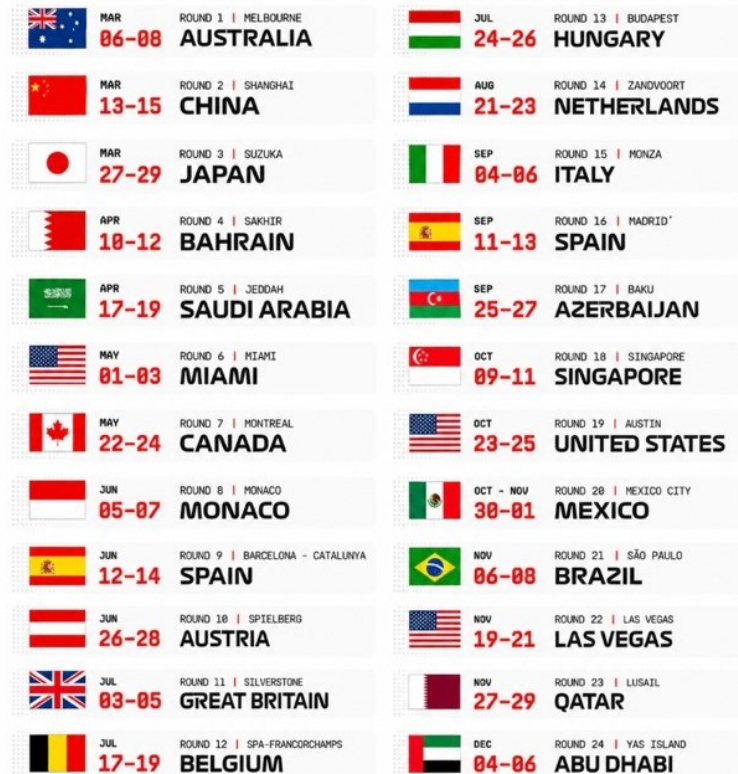 MAR
06-08
ROUND 1 | MELBOURNE
AUSTRALIA
MAR
13-15
ROUND 2 | SHANGHAI
CHINA
MAR
27-29
ROUND 3 | SUZUKA
JAPAN
APR
10-12
ROUND 4 | SAKHIR
BAHRAIN
APR
17-19
ROUND 5 | JEDDAH
SAUDI ARABIA
MAY
01-03
ROUND 6 | MIAMI
MIAMI
MAY
22-24
ROUND 7 | MONTREAL
CANADA
JUN
05-07
ROUND 8 | MONACO
MONACO
JUN
12-14
ROUND 9 | BARCELONA - CATALUNYA
SPAIN
JUN
26-28
ROUND 10 | SPIELBERG
AUSTRIA
JUL
03-05
ROUND 11 | SILVERSTONE
GREAT BRITAIN
JUL
17-19
ROUND 12 | SPA-FRANCORCHAMPS
BELGIUM
JUL
24-26
ROUND 13 | BUDAPEST
HUNGARY
AUG
21-23
ROUND 14 | ZANDVOORT
NETHERLANDS
SEP
04-06
ROUND 15 | MONZA
ITALY
SEP
11-13
ROUND 16 | MADRID*
SPAIN
SEP
25-27
ROUND 17 | BAKU
AZERBAIJAN
OCT
09-11
ROUND 18 | SINGAPORE
SINGAPORE
OCT
23-25
ROUND 19 | AUSTIN
UNITED STATES
OCT - NOV
30-01
ROUND 20 | MEXICO CITY
MEXICO
NOV
06-08
ROUND 21 | SÃO PAULO
BRAZIL
NOV
19-21
ROUND 22 | LAS VEGAS
LAS VEGAS
NOV
27-29
ROUND 23 | LUSAIL
QATAR
DEC
04-06
ROUND 24 | YAS ISLAND
ABU DHABI